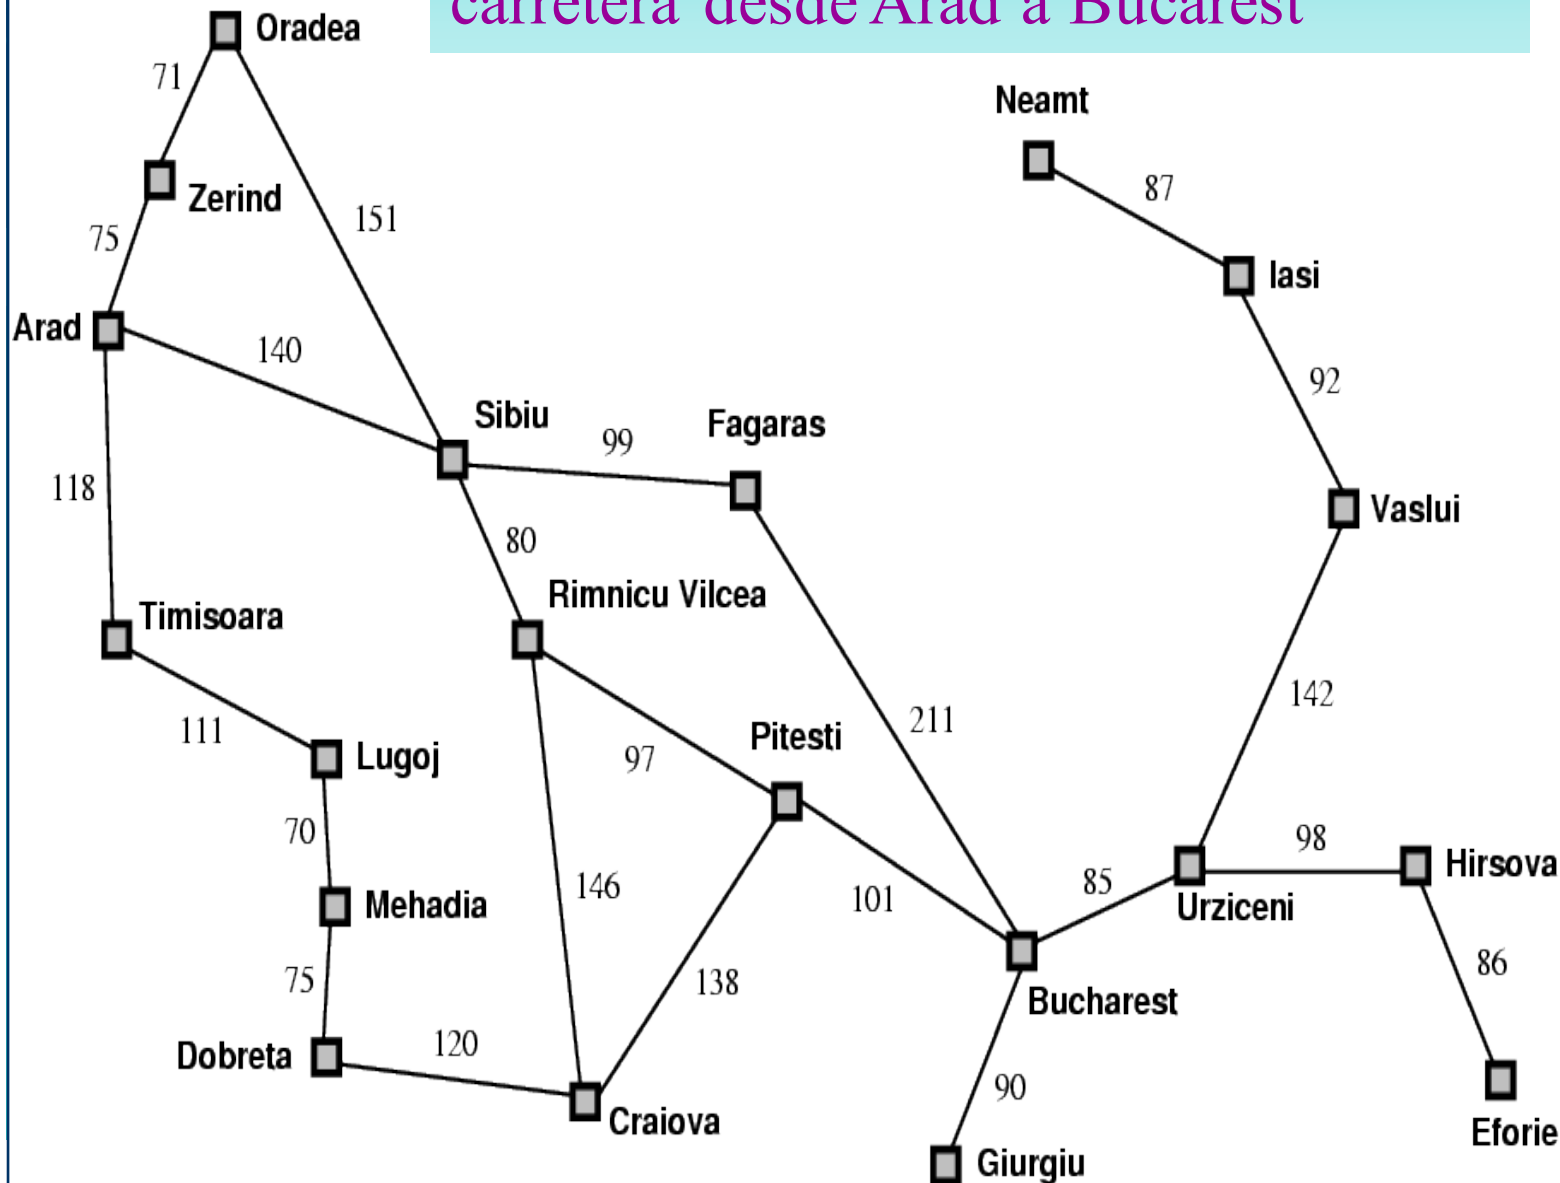 carretera desde Arad a Bucarest
Oradea
71
Neamt
87
Zerind
151
75
Iasi
Arad
140
92
Sibiu
Fagaras
99
118
Vaslui
80
Rimnicu Vilcea
Timisoara
142
211
111
Pitesti
97
Lugoj
70
98
Hirsova
85
146
101
Mehadia
Urziceni
86
75
138
Bucharest
Dobreta
120
90
Craiova
Eforie
Giurgiu